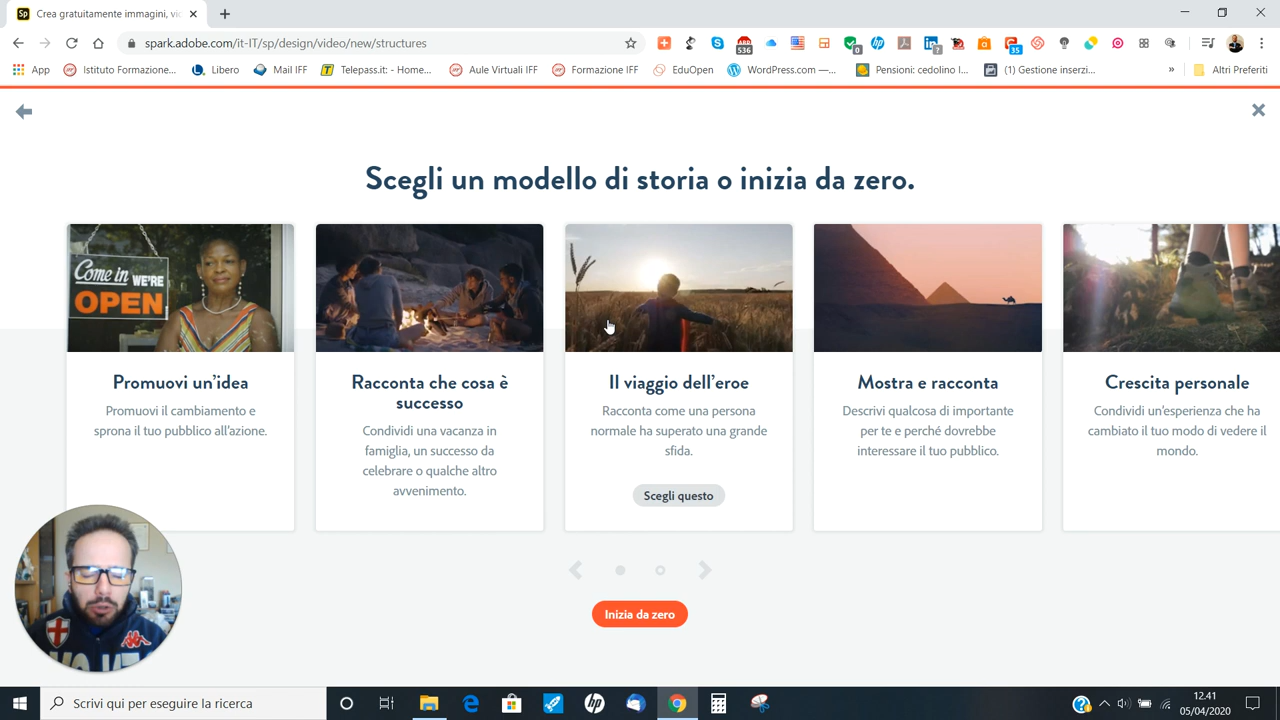 Sp Crea gratuitamente immagini, vic
spark.adobe.com/it-IT/sp/design/video/new/structures
536
0
?
35
App Istituto Formazione... Libero Mail IFF Telepass.it: - Home... Aule Virtuali IFF Formazione IFF EduOpen WordPress.com —... Pensioni: cedolino I... (1) Gestione inserzi... » Altri Preferiti
Scegli un modello di storia o inizia da zero.
Come in WE'RE
OPEN
Promuovi un'idea
Promuovi il cambiamento e
sprona il tuo pubblico all'azione.
Racconta che cosa è
successo
Condividi una vacanza in
famiglia, un successo da
celebrare o qualche altro
avvenimento.
Il viaggio dell'eroe
Racconta come una persona
normale ha superato una grande
sfida.
Scegli questo
Mostra e racconta
Descrivi qualcosa di importante
per te e perché dovrebbe
interessare il tuo pubblico.
Crescita personale
Condividi un'esperienza che ha
cambiato il tuo modo di vedere il
mondo.
Inizia da zero
Scrivi qui per eseguire la ricerca
hp
12.41
05/04/2020